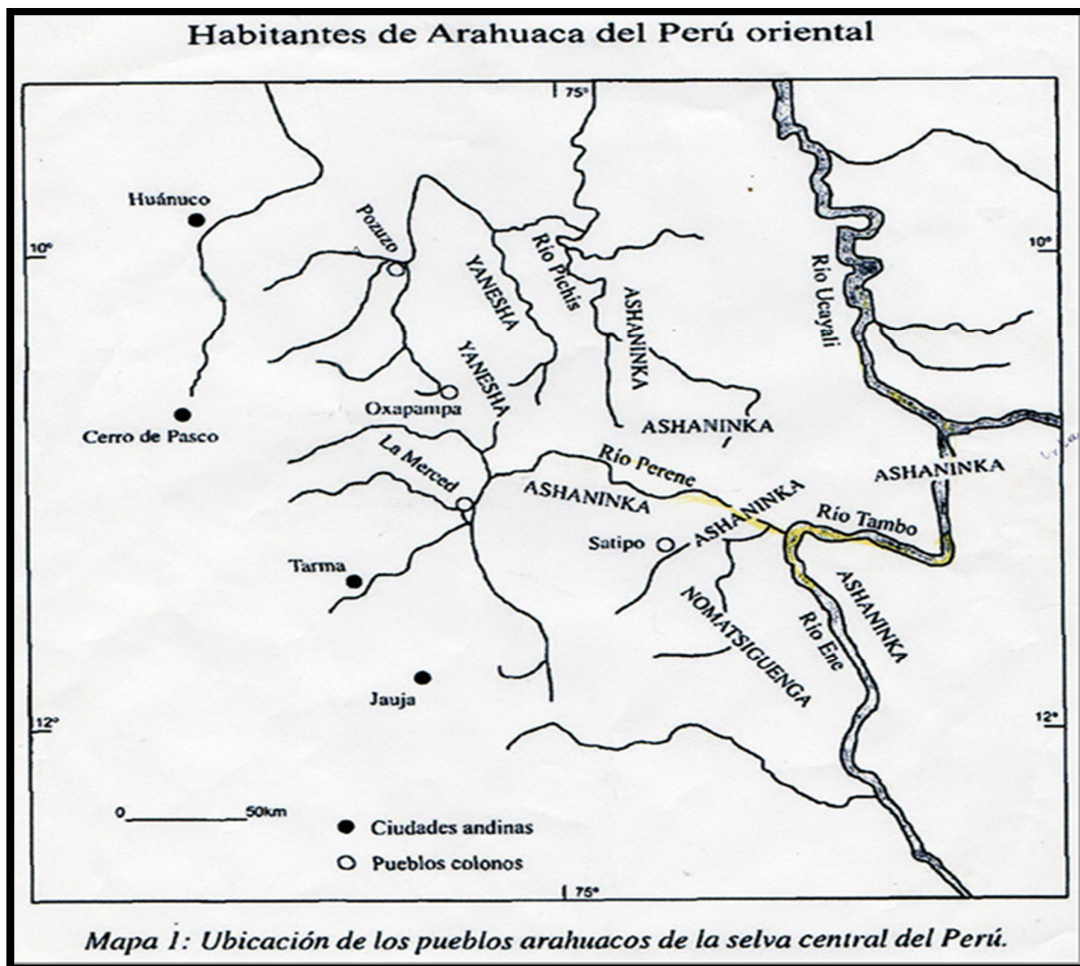 Habitantes de Arahuaca del Perú oriental
75°
Huánuco
Pozuzo
10°
10°
YANESHA
Río Pichis
Río Ucayali
ASHANINKA
YANESHA
Oxapampa
Cerro de Pasco
ASHANINKA
La Merced
Río Perene
ASHANINKA
ASHANINKA
ASHANINKA
Río Tambo
Satipo
Tarma
ASHANINKA
NOMATSIGUENGA
Río Ene
Jauja
12°
12°
0 50km
Ciudades andinas
Pueblos colonos
75°
Mapa 1: Ubicación de los pueblos arahuacos de la selva central del Perú.